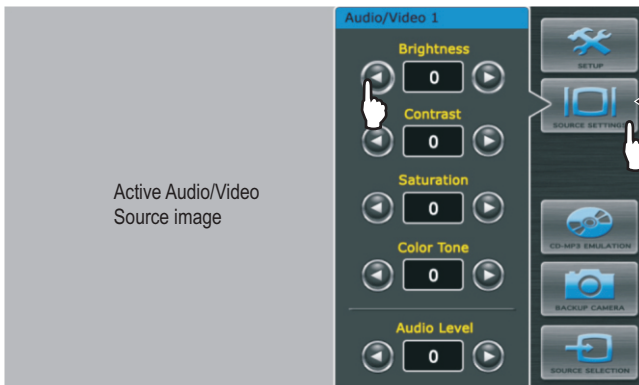 Audio/Video 1
Brightness
0
Contrast
0
Saturation
0
Color Tone
0
Audio Level
0
Active Audio/Video
Source image
SETUP
SOURCE SETTINGS
CD-MP3 EMULATION
BACKUP CAMERA
SOURCE SELECTION